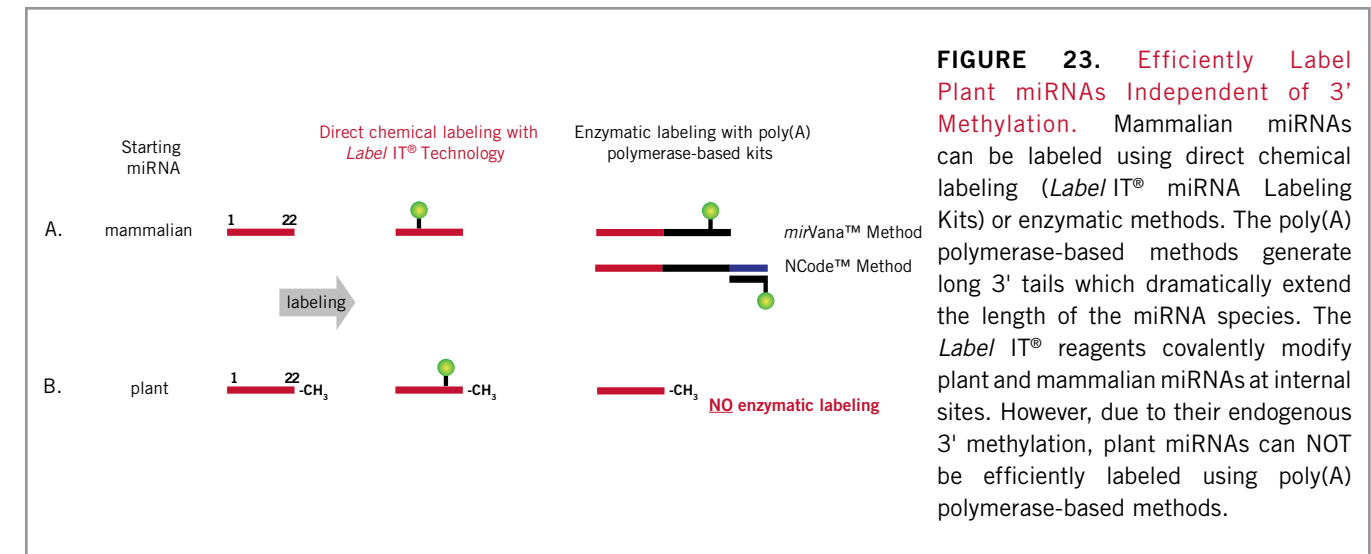 Starting
miRNA
Direct chemical labeling with
Label IT® Technology
Enzymatic labeling with poly(A)
polymerase-based kits
A.
mammalian
1 22
mirVana™ Method
NCode™ Method
labeling
B.
plant
1 22
-CH₃
-CH₃
-CH₃
NO enzymatic labeling
FIGURE 23. Efficiently Label
Plant miRNAs Independent of 3’
Methylation. Mammalian miRNAs
can be labeled using direct chemical
labeling (Label IT® miRNA Labeling
Kits) or enzymatic methods. The poly(A)
polymerase-based methods generate
long 3' tails which dramatically extend
the length of the miRNA species. The
Label IT® reagents covalently modify
plant and mammalian miRNAs at internal
sites. However, due to their endogenous
3' methylation, plant miRNAs can NOT
be efficiently labeled using poly(A)
polymerase-based methods.